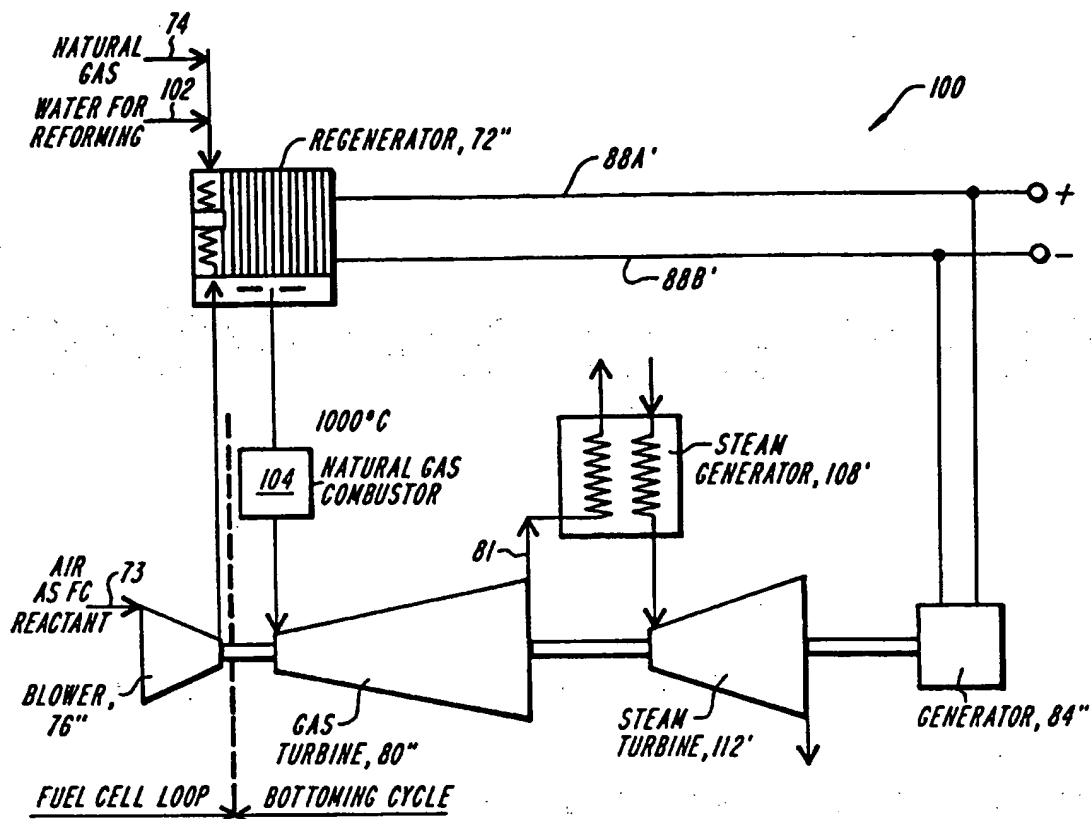 74
NATURAL
GAS
102
WATER FOR
REFORMING
REGENERATOR, 72"
100
88A'
+
88B'
-
1000°C
104
NATURAL GAS
COMBUSTOR
STEAM
GENERATOR, 108'
81
AIR
AS FC
REACTANT
73
BLOWER,
76"
GAS
TURBINE, 80"
STEAM
TURBINE, 112'
GENERATOR, 84"
FUEL CELL LOOP
BOTTOMING CYCLE